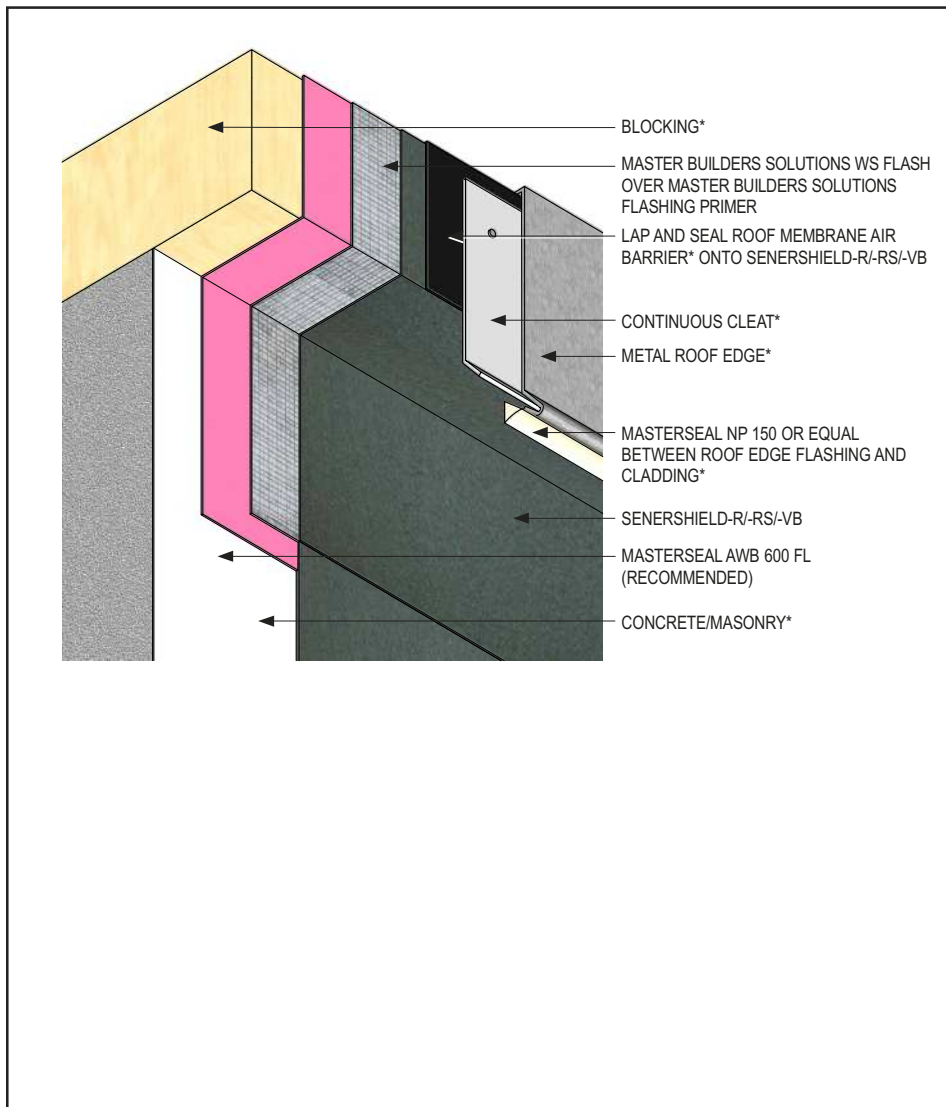 BLOCKING*
MASTER BUILDERS SOLUTIONS WS FLASH
OVER MASTER BUILDERS SOLUTIONS
FLASHING PRIMER
LAP AND SEAL ROOF MEMBRANE AIR
BARRIER* ONTO SENERSHIELD-R/-RS/-VB
CONTINUOUS CLEAT*
METAL ROOF EDGE*
MASTERSEAL NP 150 OR EQUAL
BETWEEN ROOF EDGE FLASHING AND
CLADDING*
SENERSHIELD-R/-RS/-VB
MASTERSEAL AWB 600 FL
(RECOMMENDED)
CONCRETE/MASONRY*